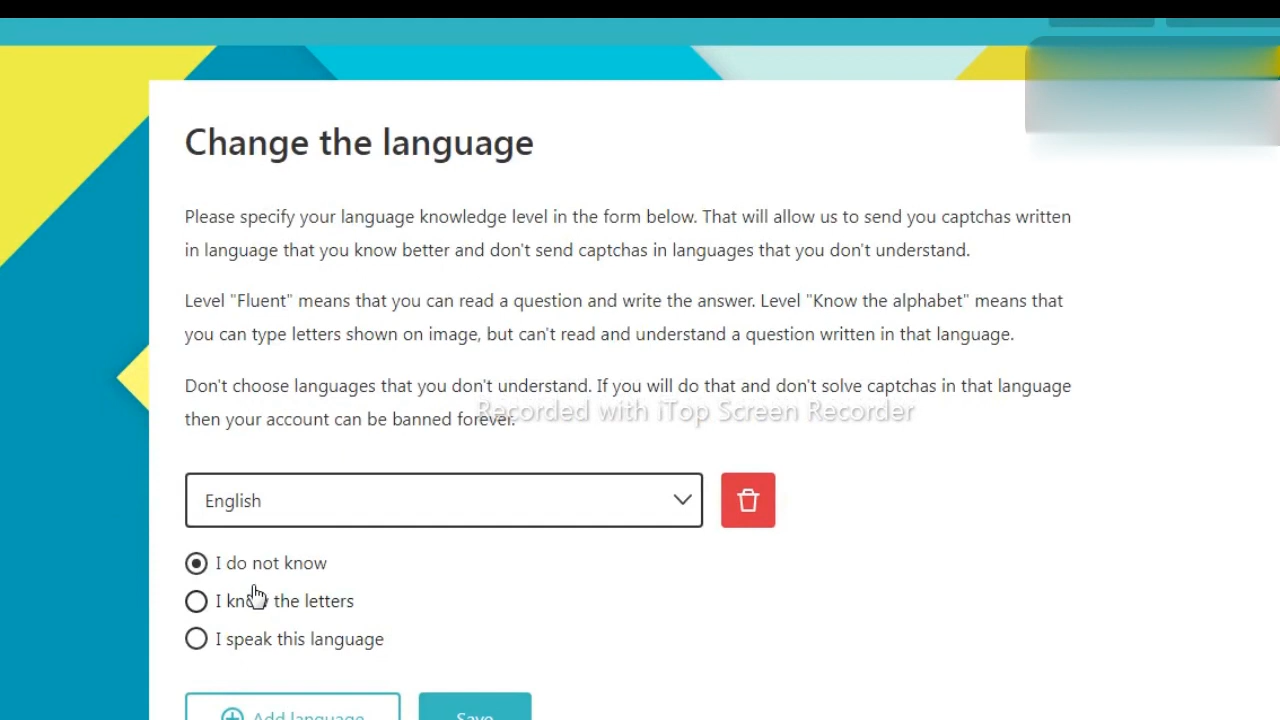 Change the language
Please specify your language knowledge level in the form below. That will allow us to send you captchas written
in language that you know better and don't send captchas in languages that you don't understand.
Level "Fluent" means that you can read a question and write the answer. Level "Know the alphabet" means that
you can type letters shown on image, but can't read and understand a question written in that language.
Don't choose languages that you don't understand. If you will do that and don't solve captchas in that language
then your account can be banned forever.
Recorded with iTop Screen Recorder
English
I do not know
I know the letters
I speak this language
Add language
Save